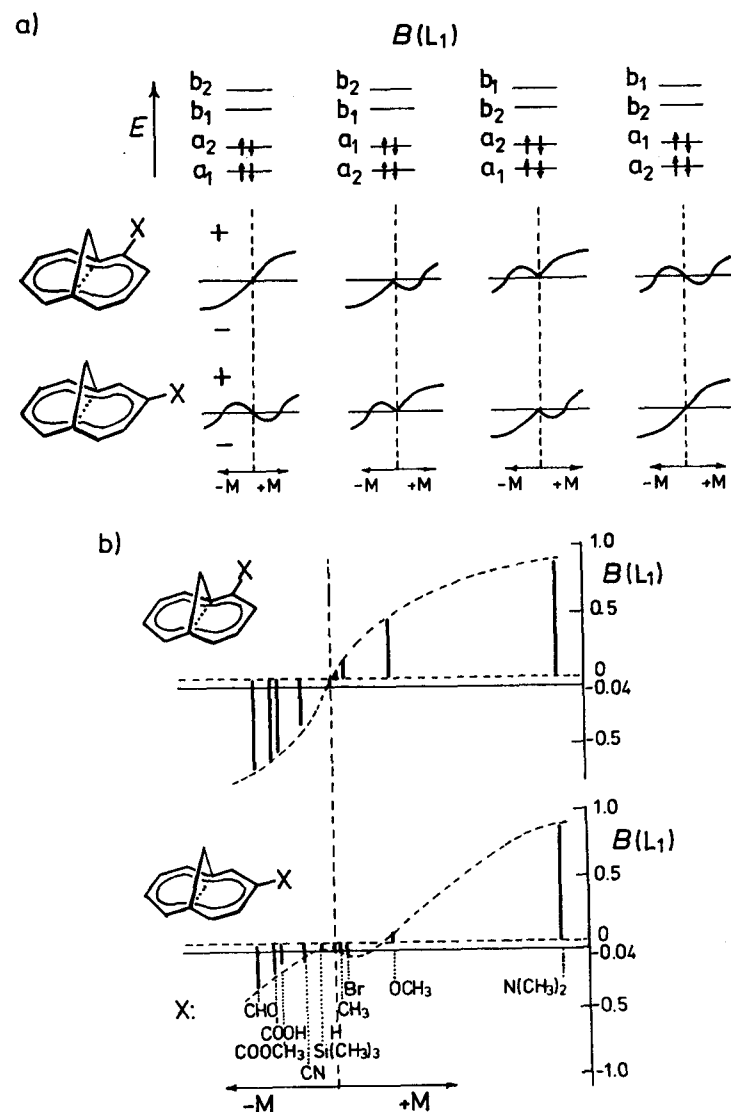 a)
B(L₁)
b₂ b₂ b₁ b₁
b₁ b₁ b₂ b₂
E
a₂ a₁ a₂ a₁
a₁ a₂ a₁ a₂
X
+
−
X
+
−
-M +M -M +M -M +M -M +M
b)
X
1.0
B(L₁)
0.5
0
-0.04
-0.5
X
1.0
B(L₁)
0.5
0
-0.04
Br
OCH₃
N(CH₃)₂
X:
CHO
CH₃
-0.5
COOH
H
COOCH₃
Si(CH₃)₃
CN
-1.0
-M +M